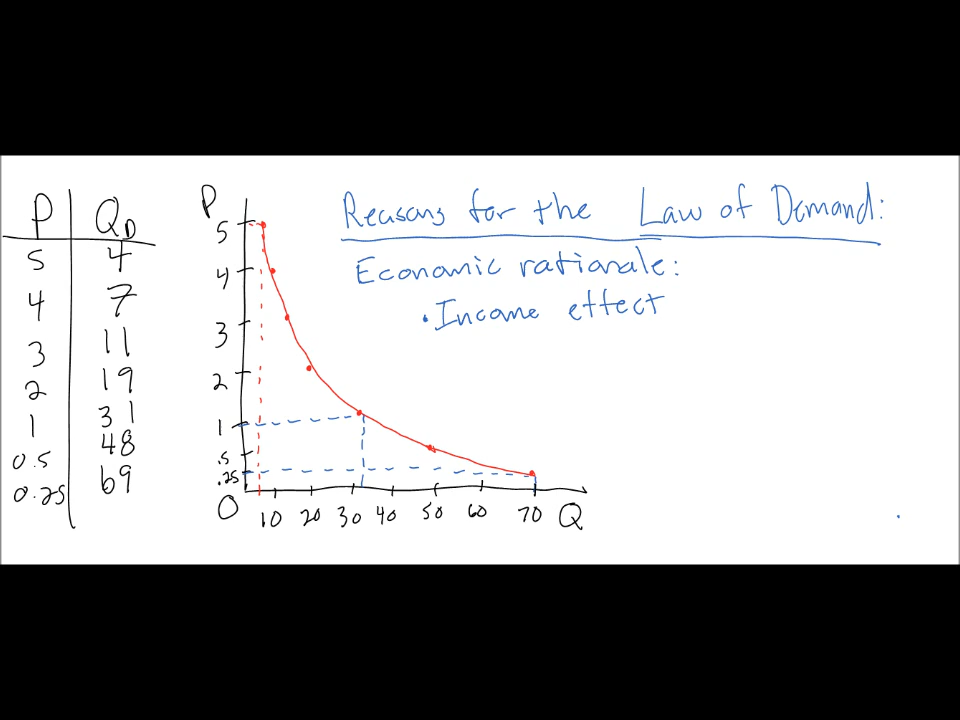 P Q_D
5 4
4 7
3 11
2 19
1 31
0.5 48
0.25 69
P
5
4
3
2
1
.5
.25
0 10 20 30 40 50 60 70 Q
Reasons for the Law of Demand:
Economic rationale:
• Income effect